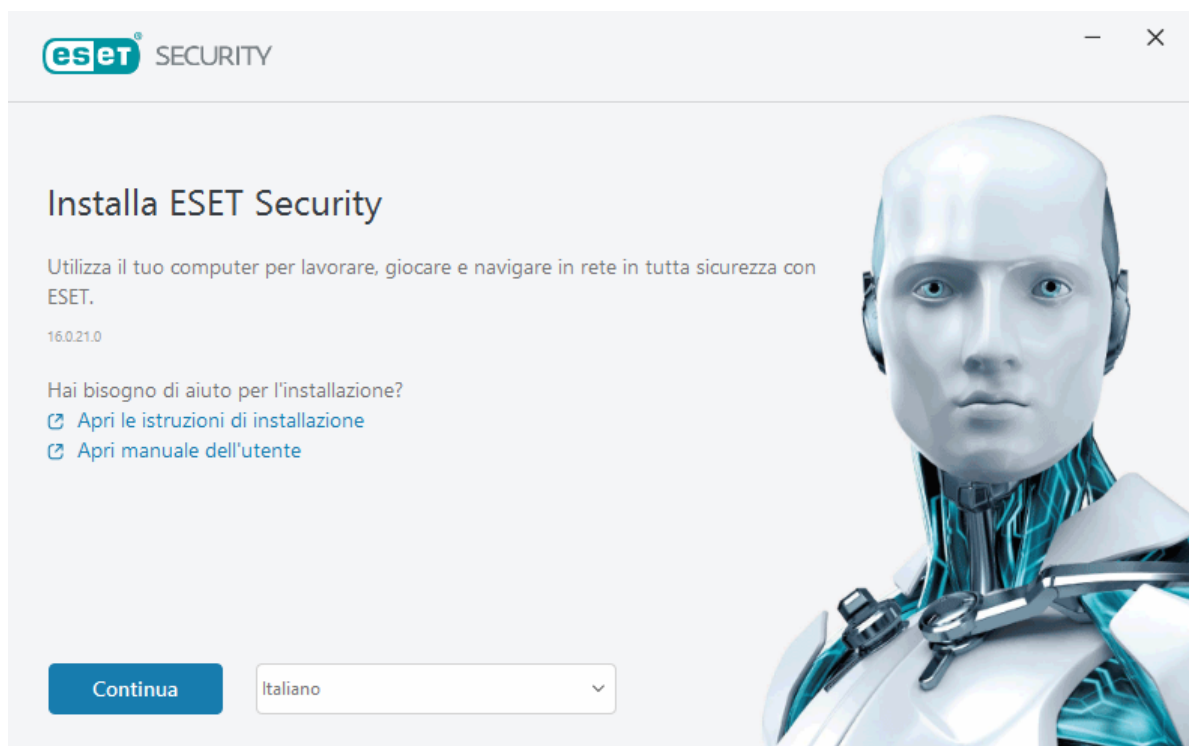 eset® SECURITY
Installa ESET Security
Utilizza il tuo computer per lavorare, giocare e navigare in rete in tutta sicurezza con
ESET.
16.0.21.0
Hai bisogno di aiuto per l'installazione?
Apri le istruzioni di installazione
Apri manuale dell'utente
Continua
Italiano